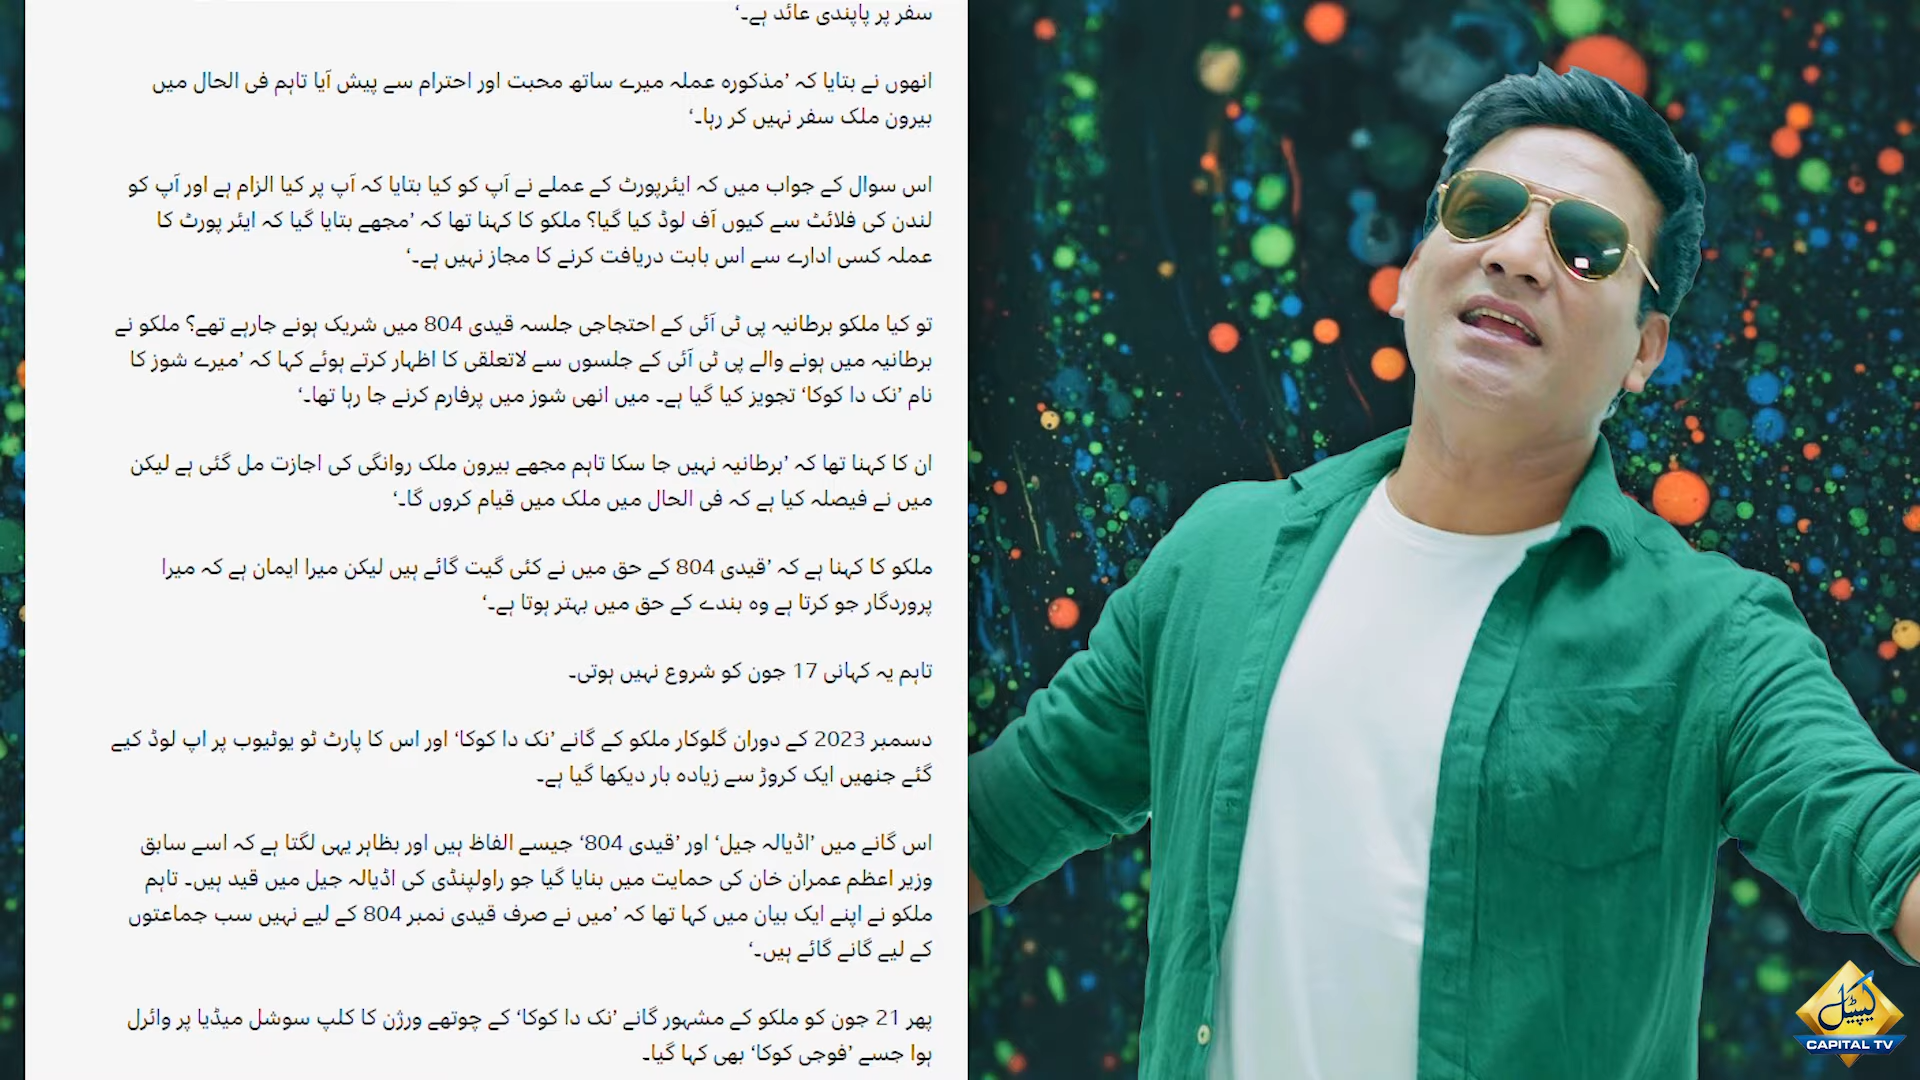 سفر پر پابندی عائد ہے۔‘
انھوں نے بتایا کہ ’مذکورہ عملہ میرے ساتھ محبت اور احترام سے پیش آیا تاہم فی الحال میں
بیرون ملک سفر نہیں کر رہا۔‘
اس سوال کے جواب میں کہ ایئرپورٹ کے عملے نے آپ کو کیا بتایا کہ آپ پر کیا الزام ہے اور آپ کو
لندن کی فلائٹ سے کیوں آف لوڈ کیا گیا؟ ملکو کا کہنا تھا کہ ’مجھے بتایا گیا کہ ایئر پورٹ کا
عملہ کسی ادارے سے اس بابت دریافت کرنے کا مجاز نہیں ہے۔‘
تو کیا ملکو برطانیہ پی ٹی آئی کے احتجاجی جلسہ قیدی 804 میں شریک ہونے جارہے تھے؟ ملکو نے
برطانیہ میں ہونے والے پی ٹی آئی کے جلسوں سے لاتعلقی کا اظہار کرتے ہوئے کہا کہ ’میرے شوز کا
نام ’نک دا کوکا‘ تجویز کیا گیا ہے۔ میں انھی شوز میں پرفارم کرنے جا رہا تھا۔‘
ان کا کہنا تھا کہ ’برطانیہ نہیں جا سکا تاہم مجھے بیرون ملک روانگی کی اجازت مل گئی ہے لیکن
میں نے فیصلہ کیا ہے کہ فی الحال میں ملک میں قیام کروں گا۔‘
ملکو کا کہنا ہے کہ ’قیدی 804 کے حق میں نے کئی گیت گائے ہیں لیکن میرا ایمان ہے کہ میرا
پروردگار جو کرتا ہے وہ بندے کے حق میں بہتر ہوتا ہے۔‘
تاہم یہ کہانی 17 جون کو شروع نہیں ہوتی۔
دسمبر 2023 کے دوران گلوکار ملکو کے گانے ’نک دا کوکا‘ اور اس کا پارٹ ٹو یوٹیوب پر اپ لوڈ کیے
گئے جنھیں ایک کروڑ سے زیادہ بار دیکھا گیا ہے۔
اس گانے میں ’اڈیالہ جیل‘ اور ’قیدی 804‘ جیسے الفاظ ہیں اور بظاہر یہی لگتا ہے کہ اسے سابق
وزیر اعظم عمران خان کی حمایت میں بنایا گیا جو راولپنڈی کی اڈیالہ جیل میں قید ہیں۔ تاہم
ملکو نے اپنے ایک بیان میں کہا تھا کہ ’میں نے صرف قیدی نمبر 804 کے لیے نہیں سب جماعتوں
کے لیے گانے گائے ہیں۔‘
پھر 21 جون کو ملکو کے مشہور گانے ’نک دا کوکا‘ کے چوتھے ورژن کا کلپ سوشل میڈیا پر وائرل
ہوا جسے ’فوجی کوکا‘ بھی کہا گیا۔
کیپیٹل
CAPITAL TV